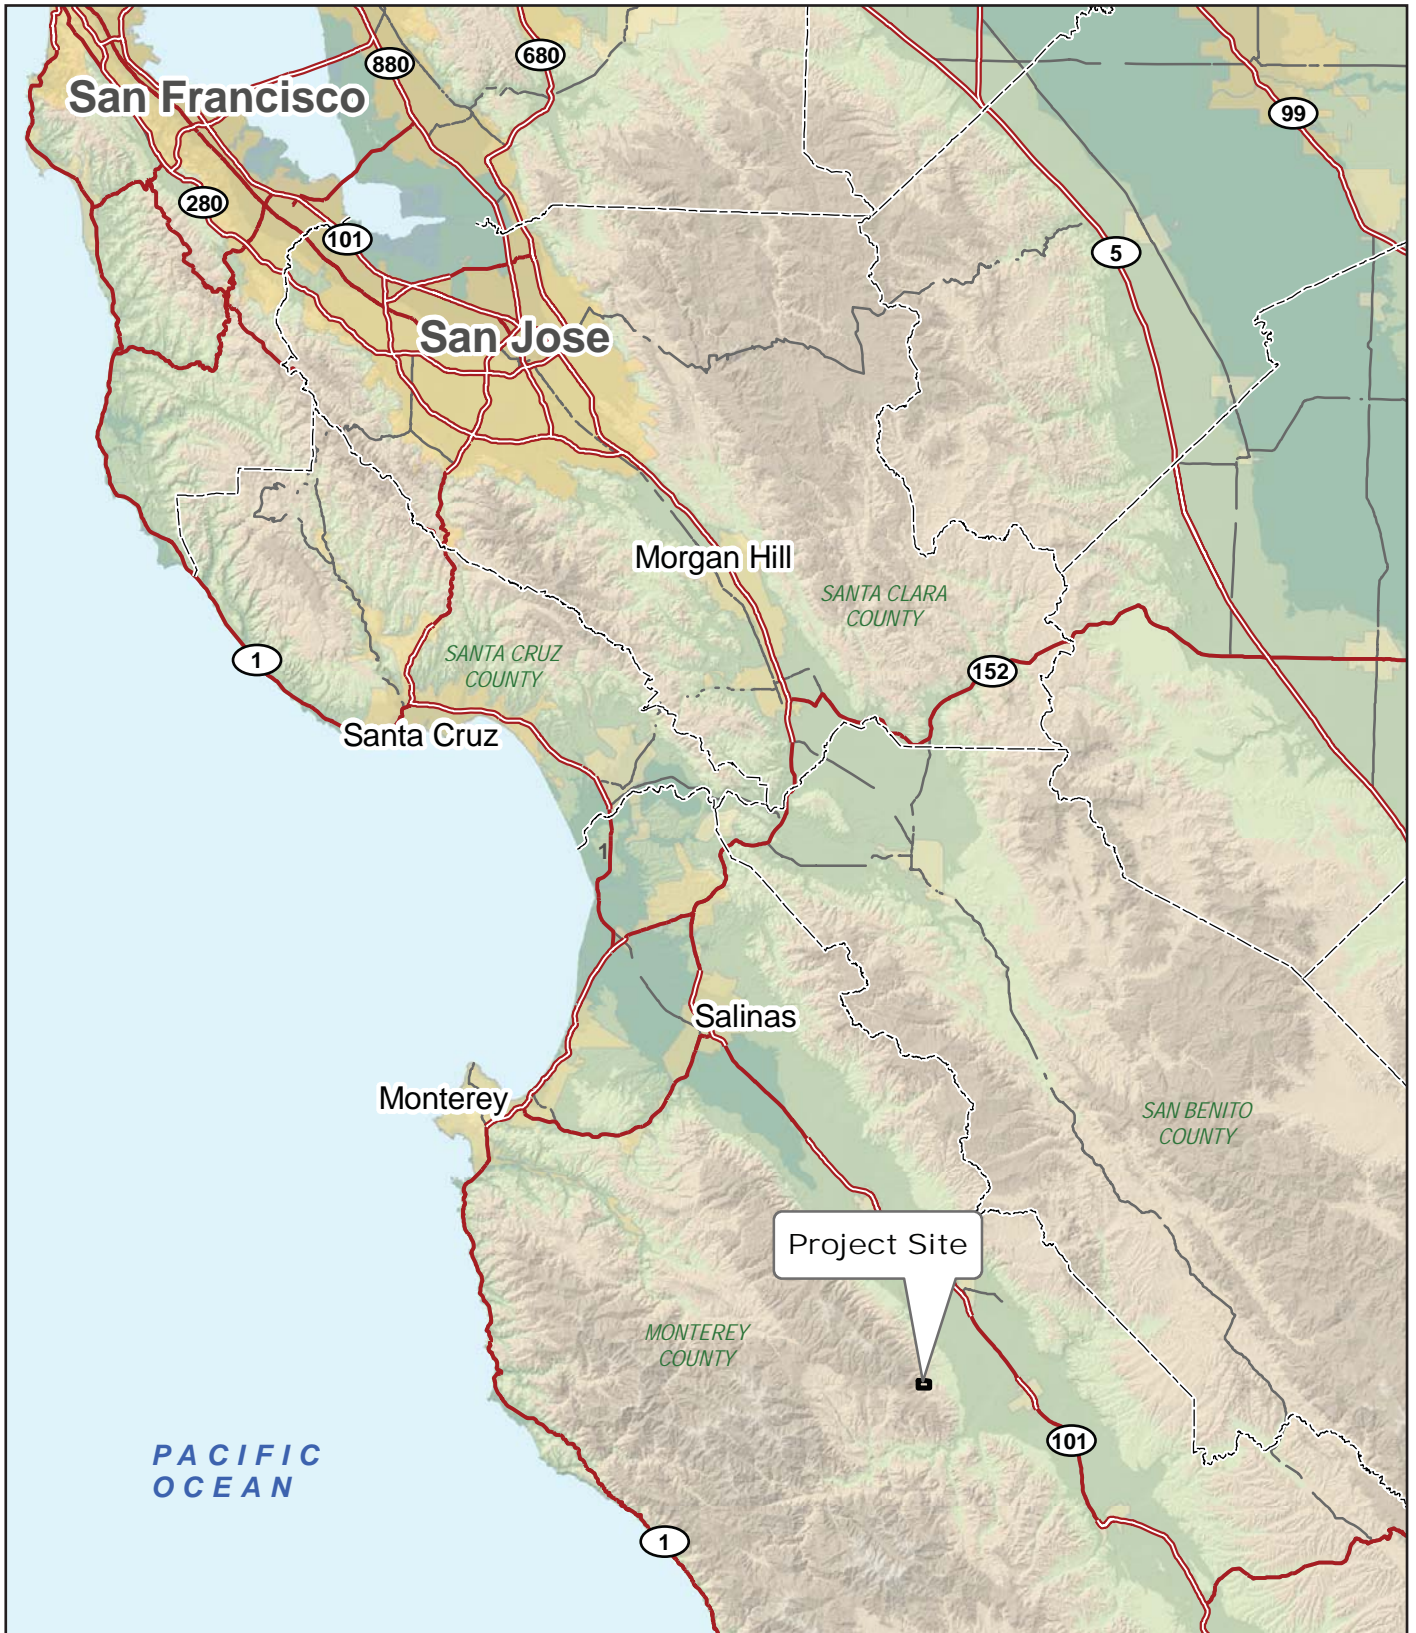 880
680
San Francisco
99
280
101
5
San Jose
Morgan Hill
SANTA CLARA
COUNTY
SANTA CRUZ
COUNTY
1
152
Santa Cruz
1
Salinas
Monterey
SAN BENITO
COUNTY
Project Site
MONTEREY
COUNTY
101
PACIFIC
OCEAN
1